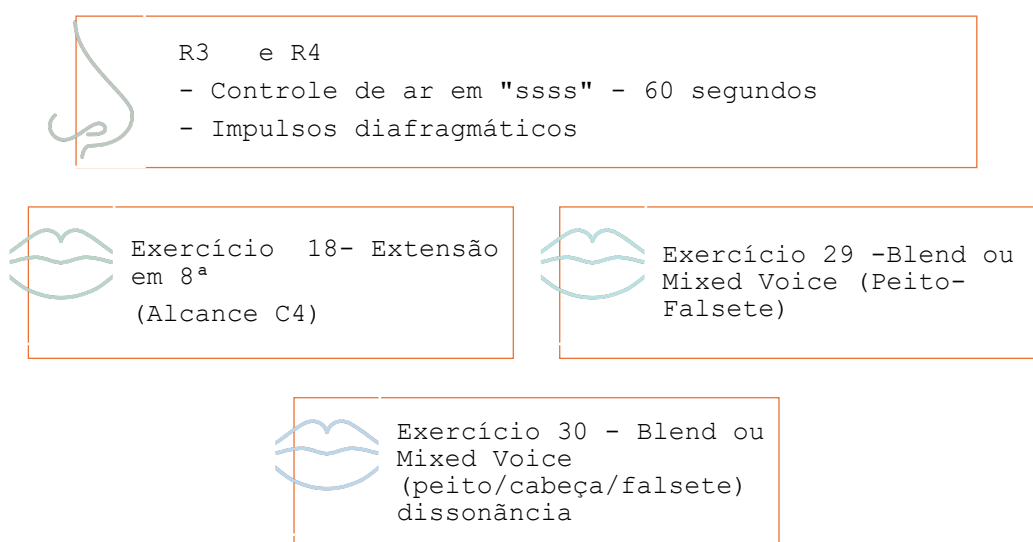 R3 e R4
- Controle de ar em "ssss" - 60 segundos
- Impulsos diafragmáticos
Exercício 18- Extensão
em 8ª
(Alcance C4)
Exercício 29 -Blend ou
Mixed Voice (Peito-
Falsete)
Exercício 30 - Blend ou
Mixed Voice
(peito/cabeça/falsete)
dissonãncia